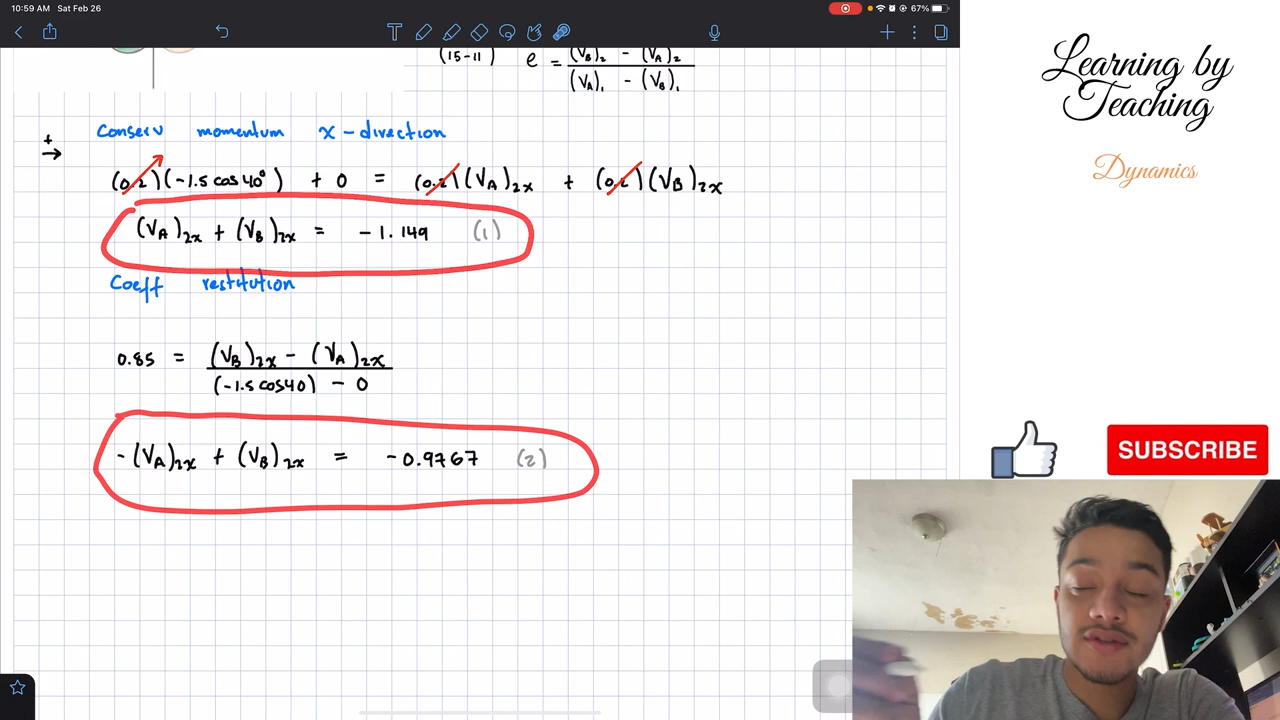 10:59 AM Sat Feb 26
67%
(15-11) e = (VB)2 - (VA)2 / (VA)1 - (VB)1
Conserv momentum x-direction
+
→
(0.2)(-1.5 cos 40°) + 0 = (0.2)(VA)2x + (0.2)(VB)2x
(VA)2x + (VB)2x = -1.149 (1)
Coeff restitution
0.85 = (VB)2x - (VA)2x / (-1.5 cos40) - 0
-(VA)2x + (VB)2x = -0.9767 (2)
Learning by
Teaching
Dynamics
SUBSCRIBE